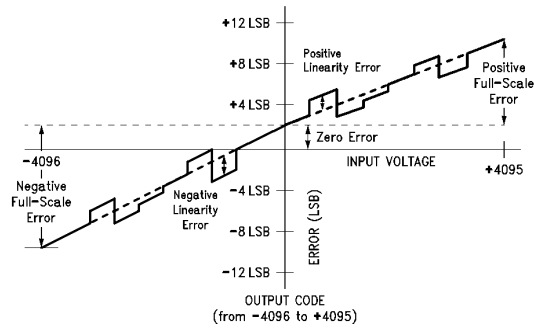 +12 LSB
+8 LSB
Positive
Linearity Error
Positive
Full-Scale
Error
+4 LSB
Zero Error
-4096
INPUT VOLTAGE
+4095
Negative
Full-Scale
Error
Negative
Linearity
Error
-4 LSB
-8 LSB
-12 LSB
ERROR (LSB)
OUTPUT CODE
(from -4096 to +4095)